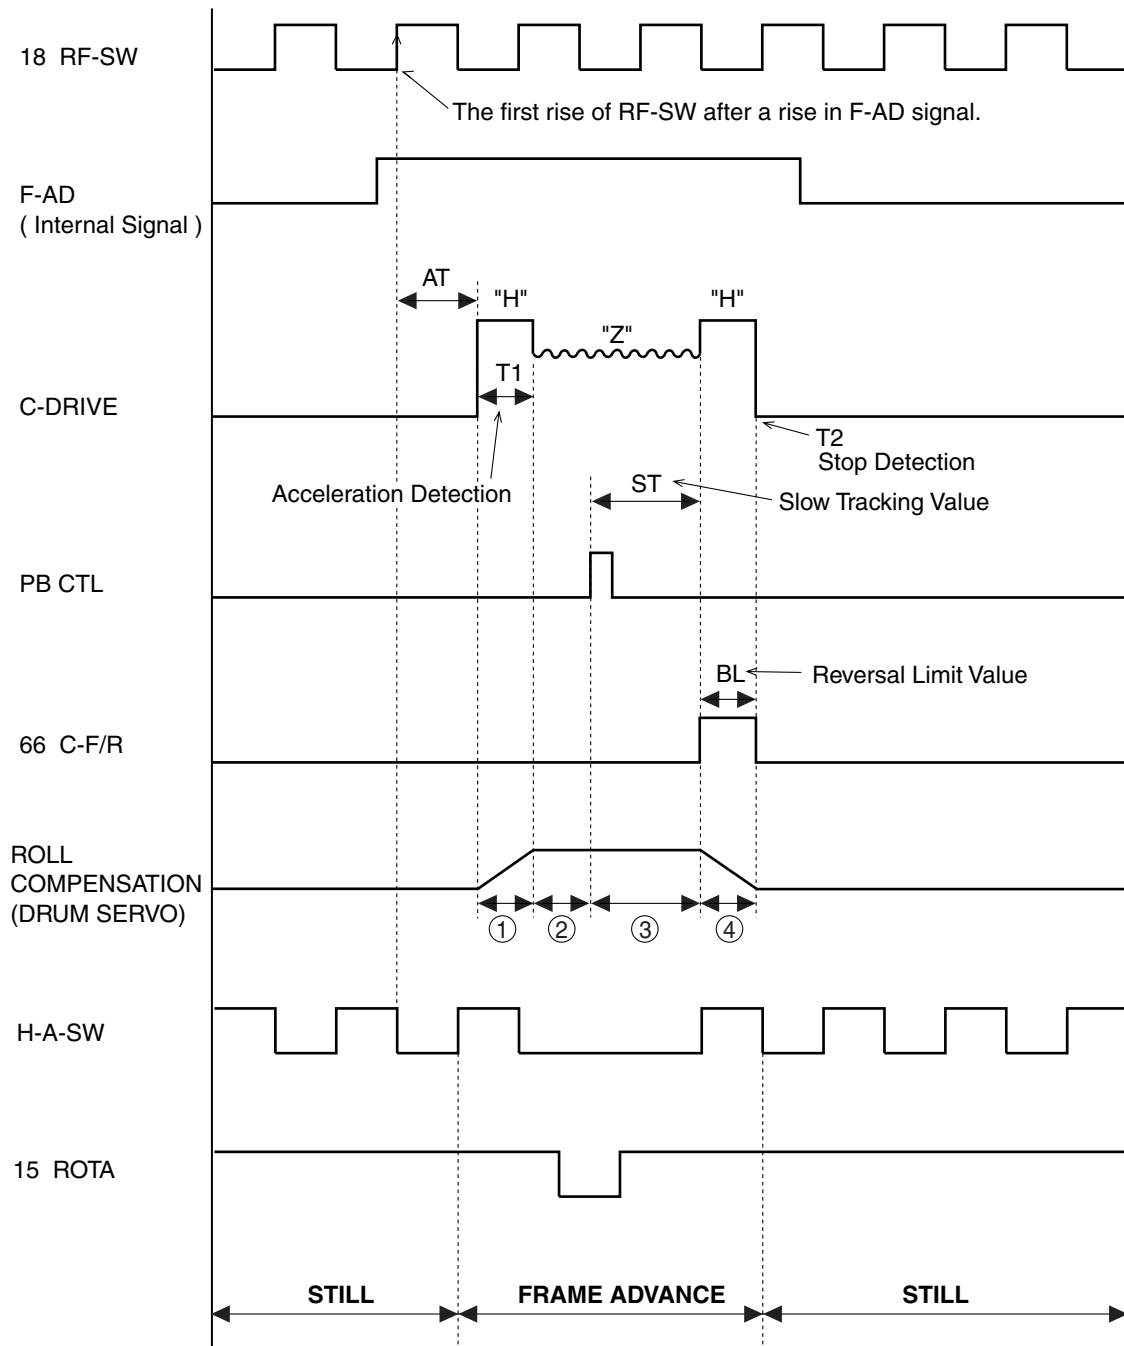 18 RF-SW
The first rise of RF-SW after a rise in F-AD signal.
F-AD
( Internal Signal )
AT
"H"
"H"
"Z"
T1
C-DRIVE
T2
Stop Detection
Acceleration Detection
ST
Slow Tracking Value
PB CTL
BL
Reversal Limit Value
66 C-F/R
ROLL
COMPENSATION
(DRUM SERVO)
① ② ③ ④
H-A-SW
15 ROTA
STILL FRAME ADVANCE STILL